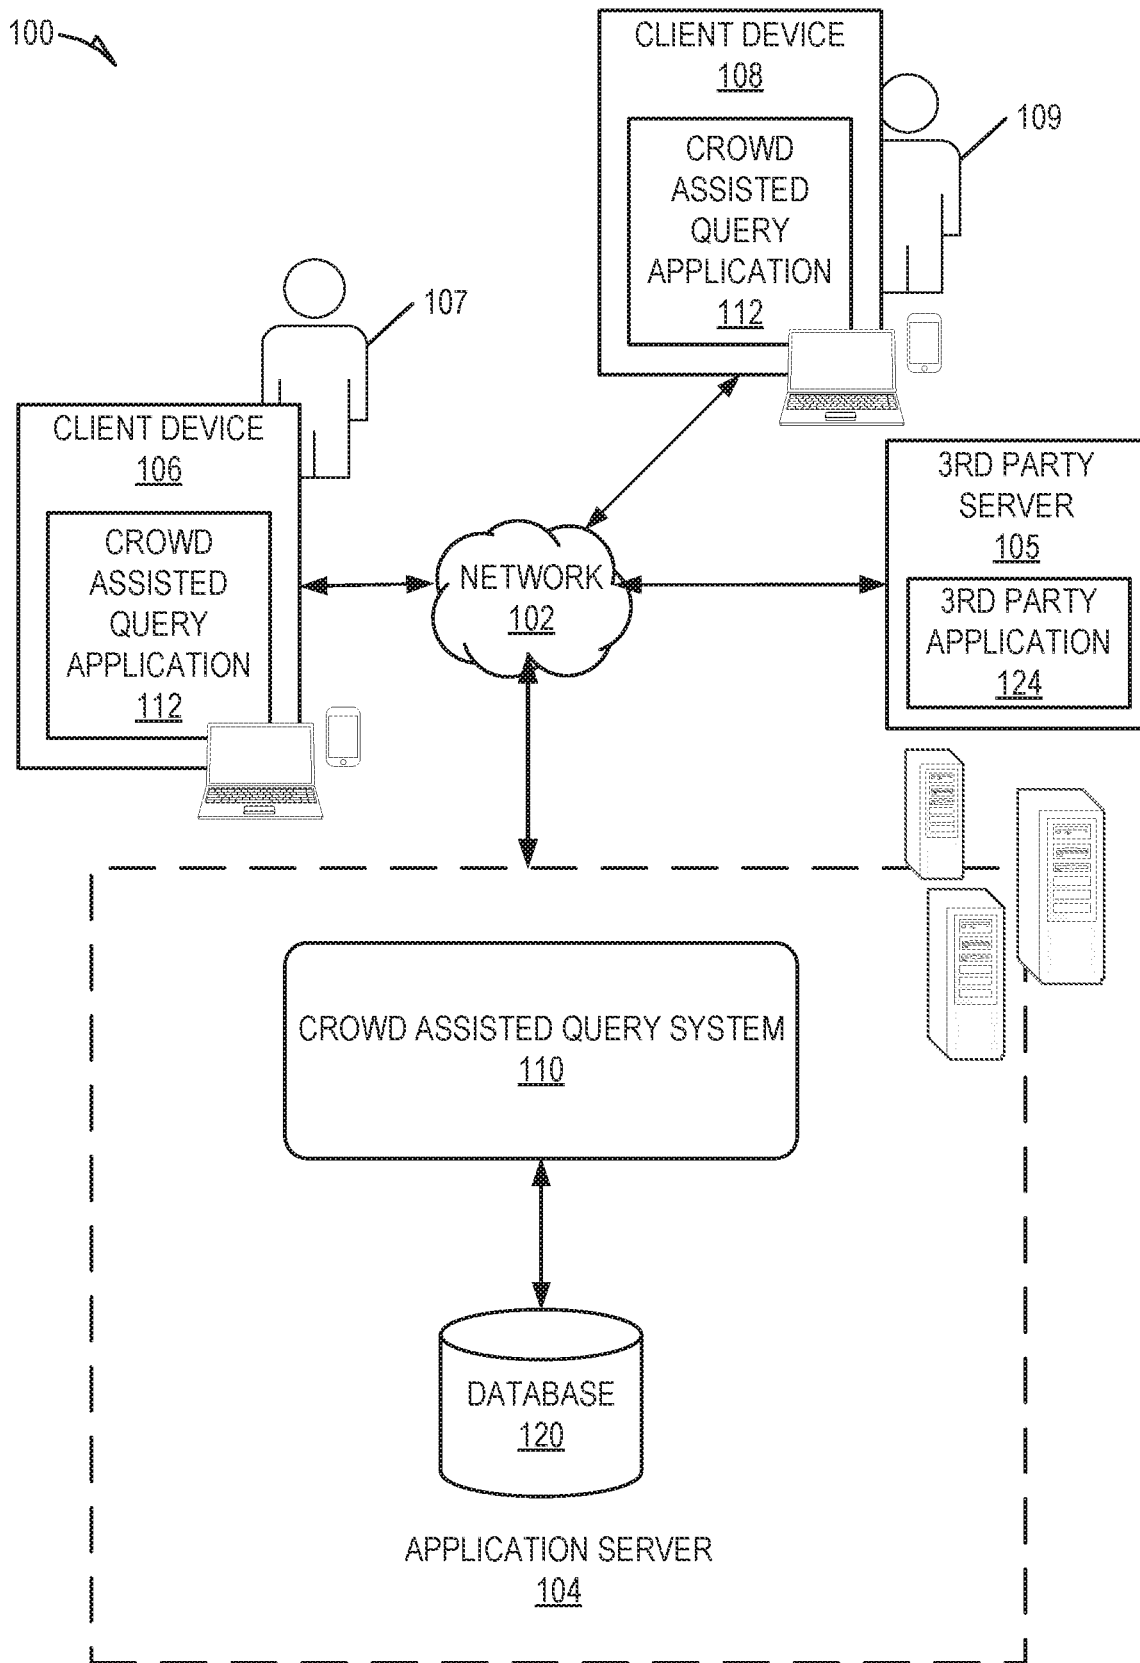 100
CLIENT DEVICE
108
CROWD
ASSISTED
QUERY
APPLICATION
112
109
107
CLIENT DEVICE
106
CROWD
ASSISTED
QUERY
APPLICATION
112
NETWORK
102
3RD PARTY
SERVER
105
3RD PARTY
APPLICATION
124
CROWD ASSISTED QUERY SYSTEM
110
DATABASE
120
APPLICATION SERVER
104